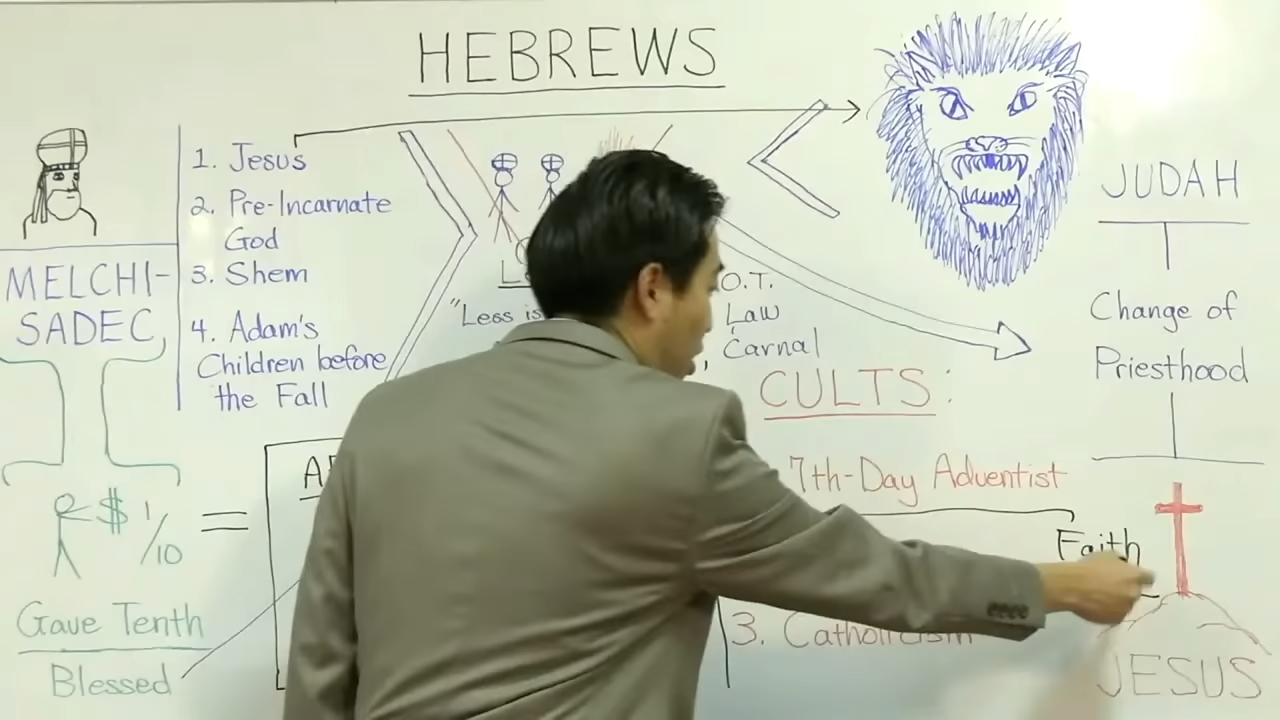 HEBREWS
1. Jesus
2. Pre-Incarnate
God
3. Shem
4. Adam's
Children before
the Fall
MELCHI-
SADEC
$ 1/10
=
Gave Tenth
Blessed
"Less is
O.T.
Law
Carnal
CULTS:
7th-Day Adventist
3. Catholicism
Faith
JUDAH
Change of
Priesthood
JESUS